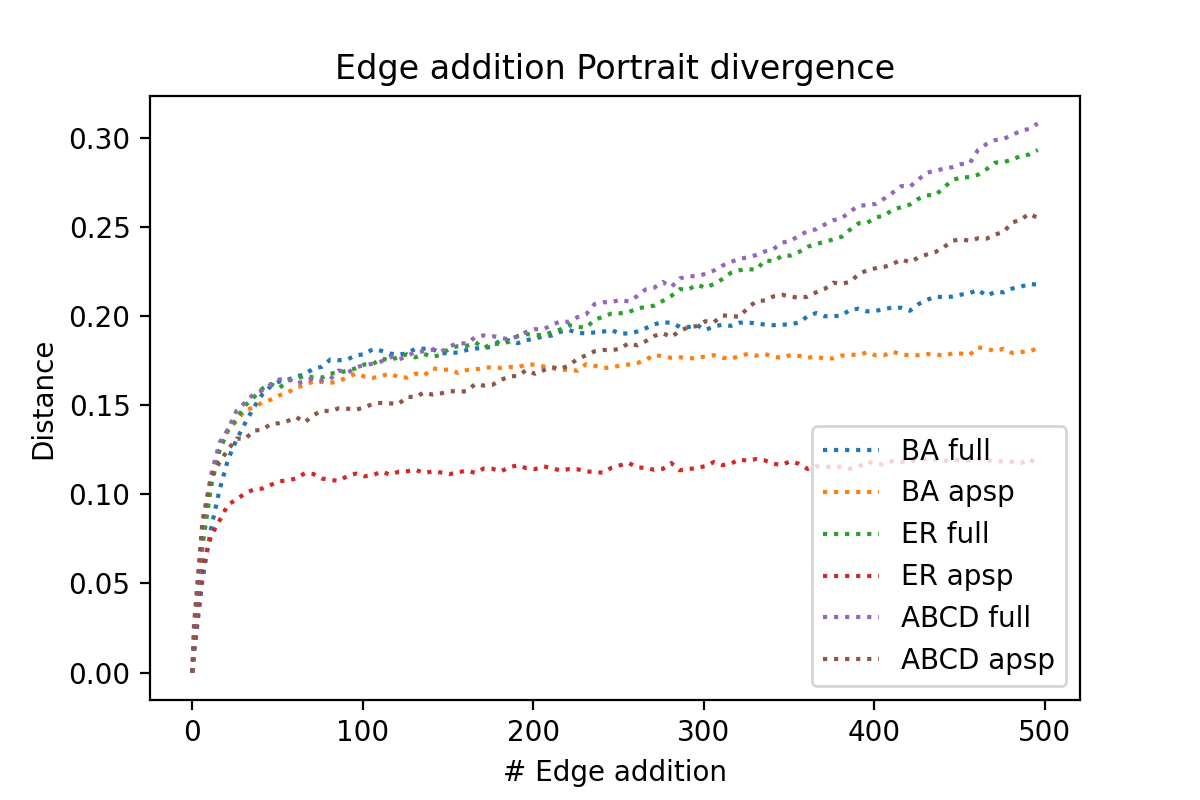 Edge addition Portrait divergence
0.30
0.25
0.20
0.15
0.10
0.05
0.00
Distance
BA full
BA apsp
ER full
ER apsp
ABCD full
ABCD apsp
0 100 200 300 400 500
# Edge addition